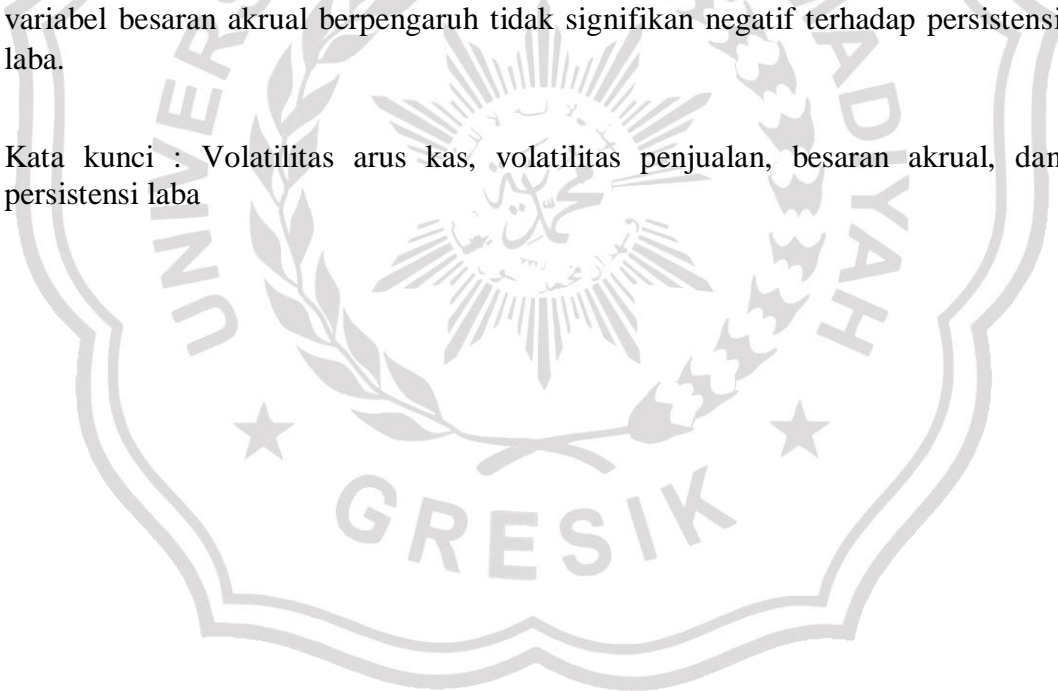 variabel besaran akrual berpengaruh tidak signifikan negatif terhadap persistensi
laba.
Kata kunci : Volatilitas arus kas, volatilitas penjualan, besaran akrual, dan
persistensi laba
GRESIK